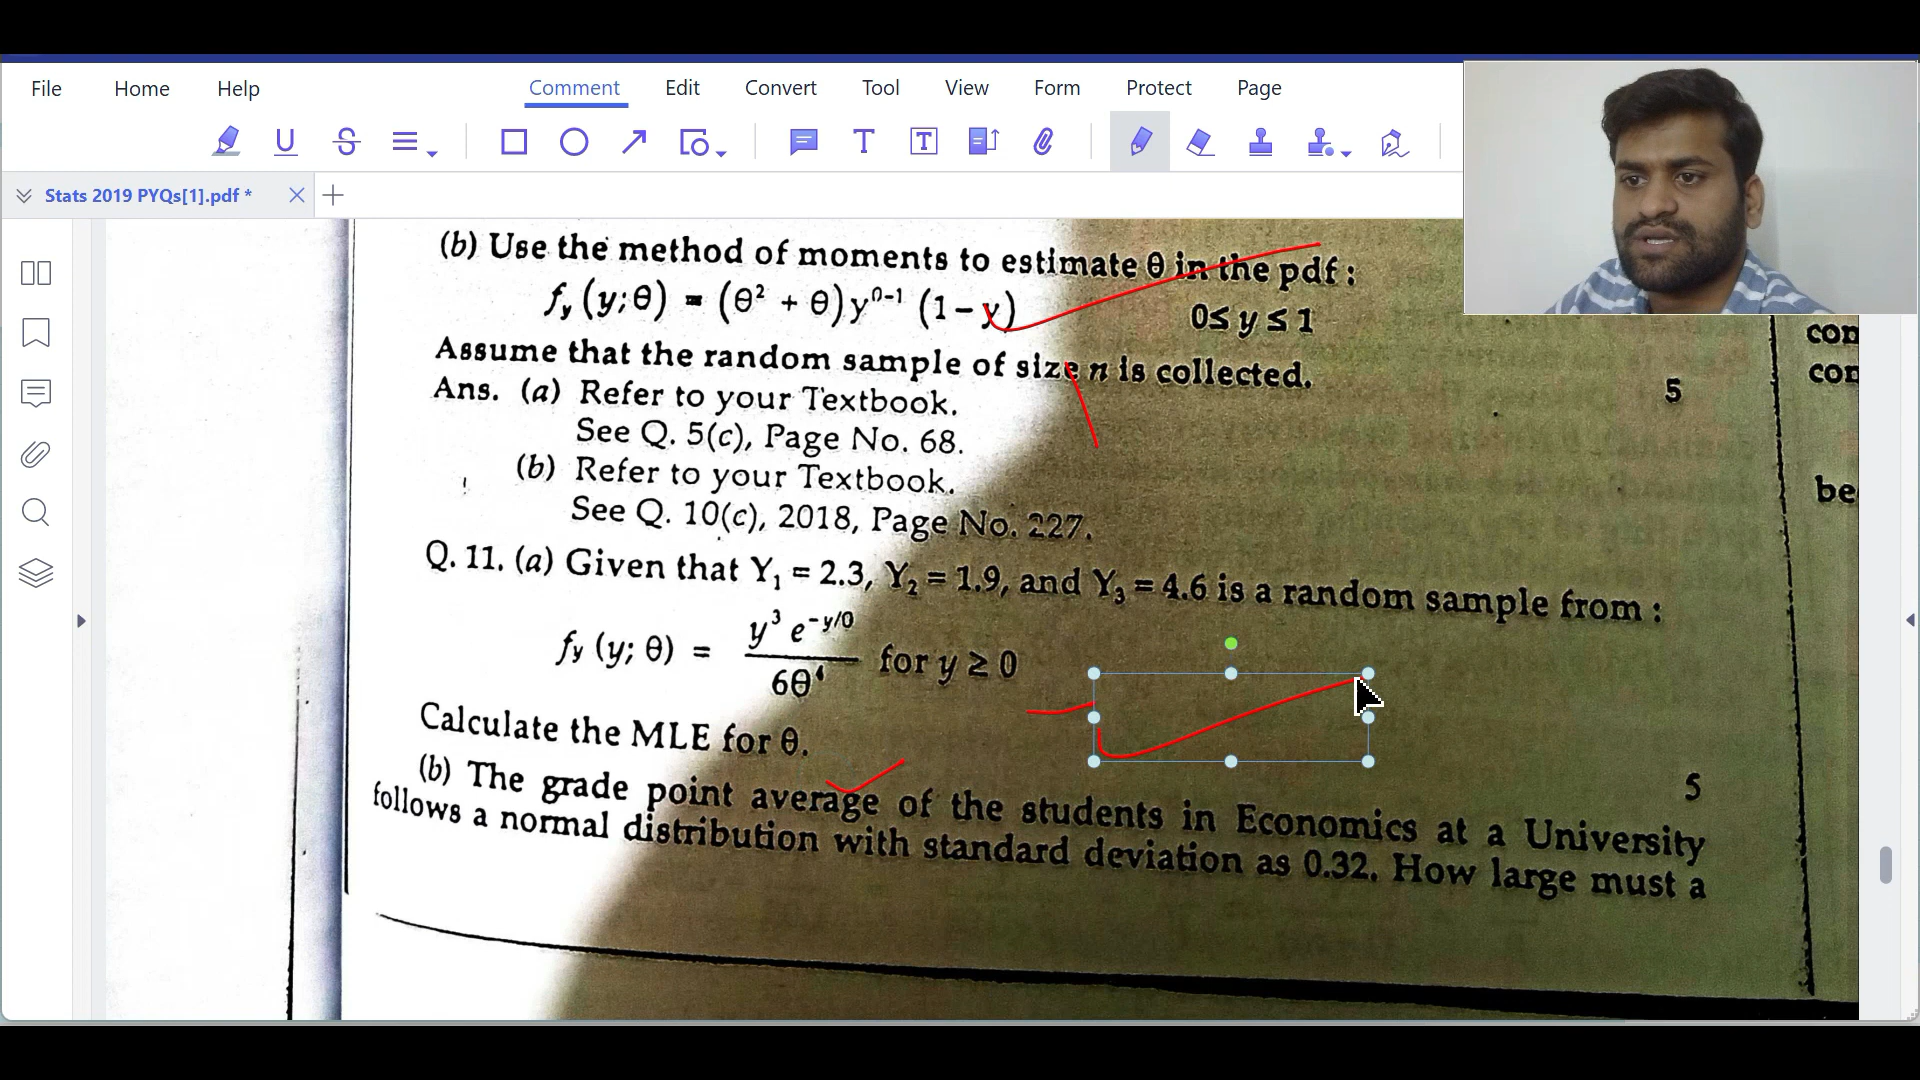 File Home Help Comment Edit Convert Tool View Form Protect Page
Stats 2019 PYQs[1].pdf *
(b) Use the method of moments to estimate θ in the pdf :
fy (y;θ) = (θ² + θ) y^θ-1 (1 - y) 0≤ y ≤ 1
Assume that the random sample of size n is collected. 5
Ans. (a) Refer to your Textbook.
See Q. 5(c), Page No. 68.
(b) Refer to your Textbook.
See Q. 10(c), 2018, Page No. 227.
Q. 11. (a) Given that Y₁ = 2.3, Y₂ = 1.9, and Y₃ = 4.6 is a random sample from :
fy (y; θ) = y³ e^-y/θ / 6θ⁴ for y ≥ 0
Calculate the MLE for θ. 5
(b) The grade point average of the students in Economics at a University
follows a normal distribution with standard deviation as 0.32. How large must a
be